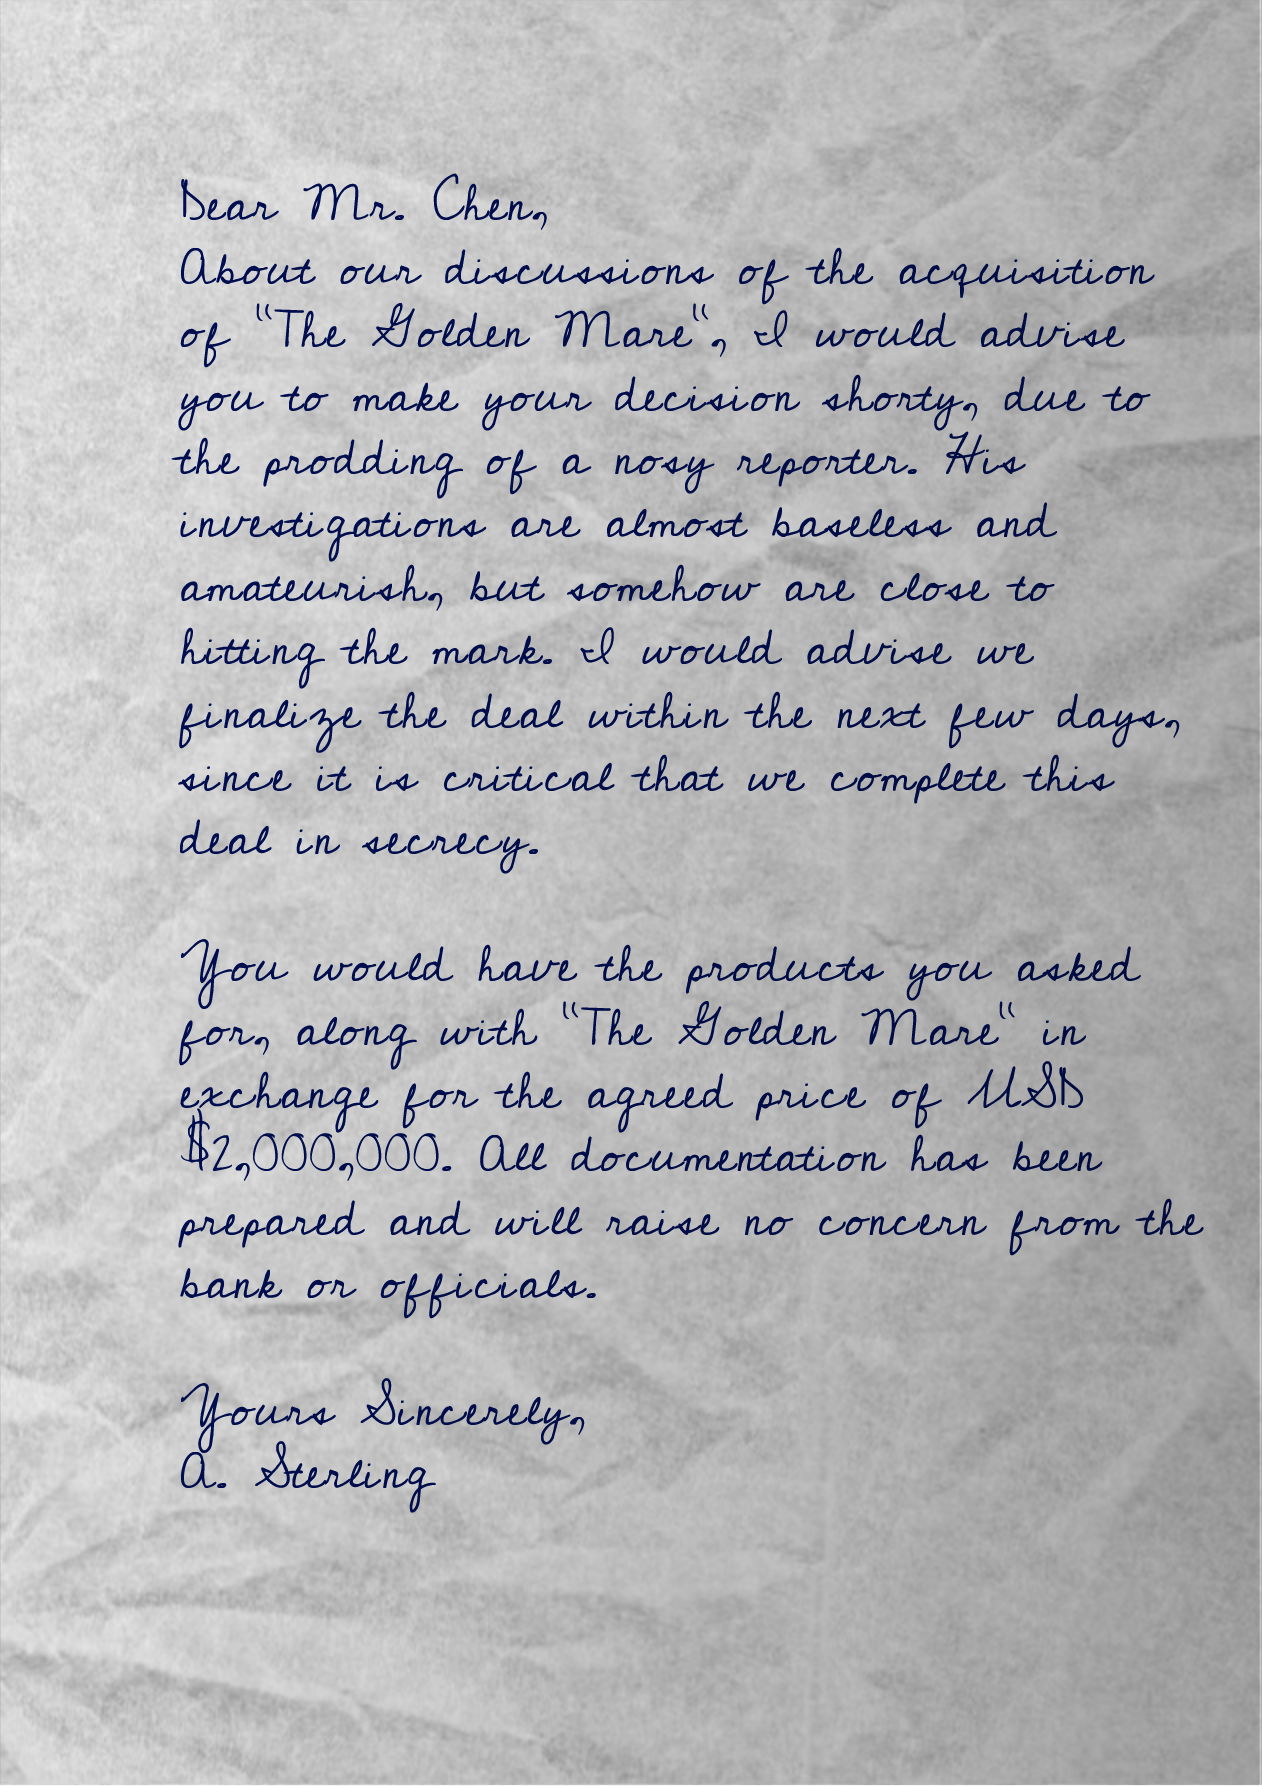 Dear Mr. Chen,
About our discussions of the acquisition
of "The Golden Mare", I would advise
you to make your decision shorty, due to
the prodding of a nosy reporter. His
investigations are almost baseless and
amateurish, but somehow are close to
hitting the mark. I would advise we
finalize the deal within the next few days,
since it is critical that we complete this
deal in secrecy.
You would have the products you asked
for, along with "The Golden Mare" in
exchange for the agreed price of USD
$2,000,000. All documentation has been
prepared and will raise no concern from the
bank or officials.
Yours Sincerely,
A. Sterling